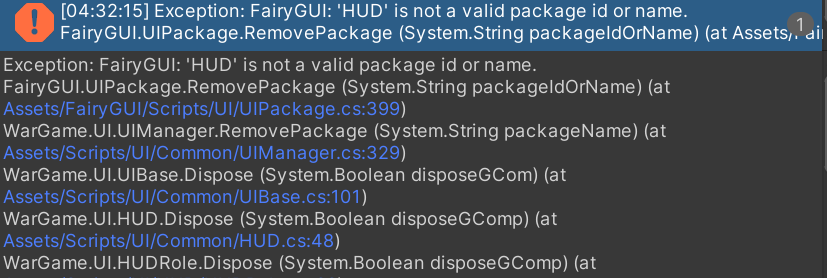 [04:32:15] Exception: FairyGUI: 'HUD' is not a valid package id or name.
FairyGUI.UIPackage.RemovePackage (System.String packageIdOrName) (at Assets/Fai
1
Exception: FairyGUI: 'HUD' is not a valid package id or name.
FairyGUI.UIPackage.RemovePackage (System.String packageIdOrName) (at
Assets/FairyGUI/Scripts/UI/UIPackage.cs:399)
WarGame.UI.UIManager.RemovePackage (System.String packageName) (at
Assets/Scripts/UI/Common/UIManager.cs:329)
WarGame.UI.UIBase.Dispose (System.Boolean disposeGCom) (at
Assets/Scripts/UI/Common/UIBase.cs:101)
WarGame.UI.HUD.Dispose (System.Boolean disposeGComp) (at
Assets/Scripts/UI/Common/HUD.cs:48)
WarGame.UI.HUDRole.Dispose (System.Boolean disposeGComp) (at